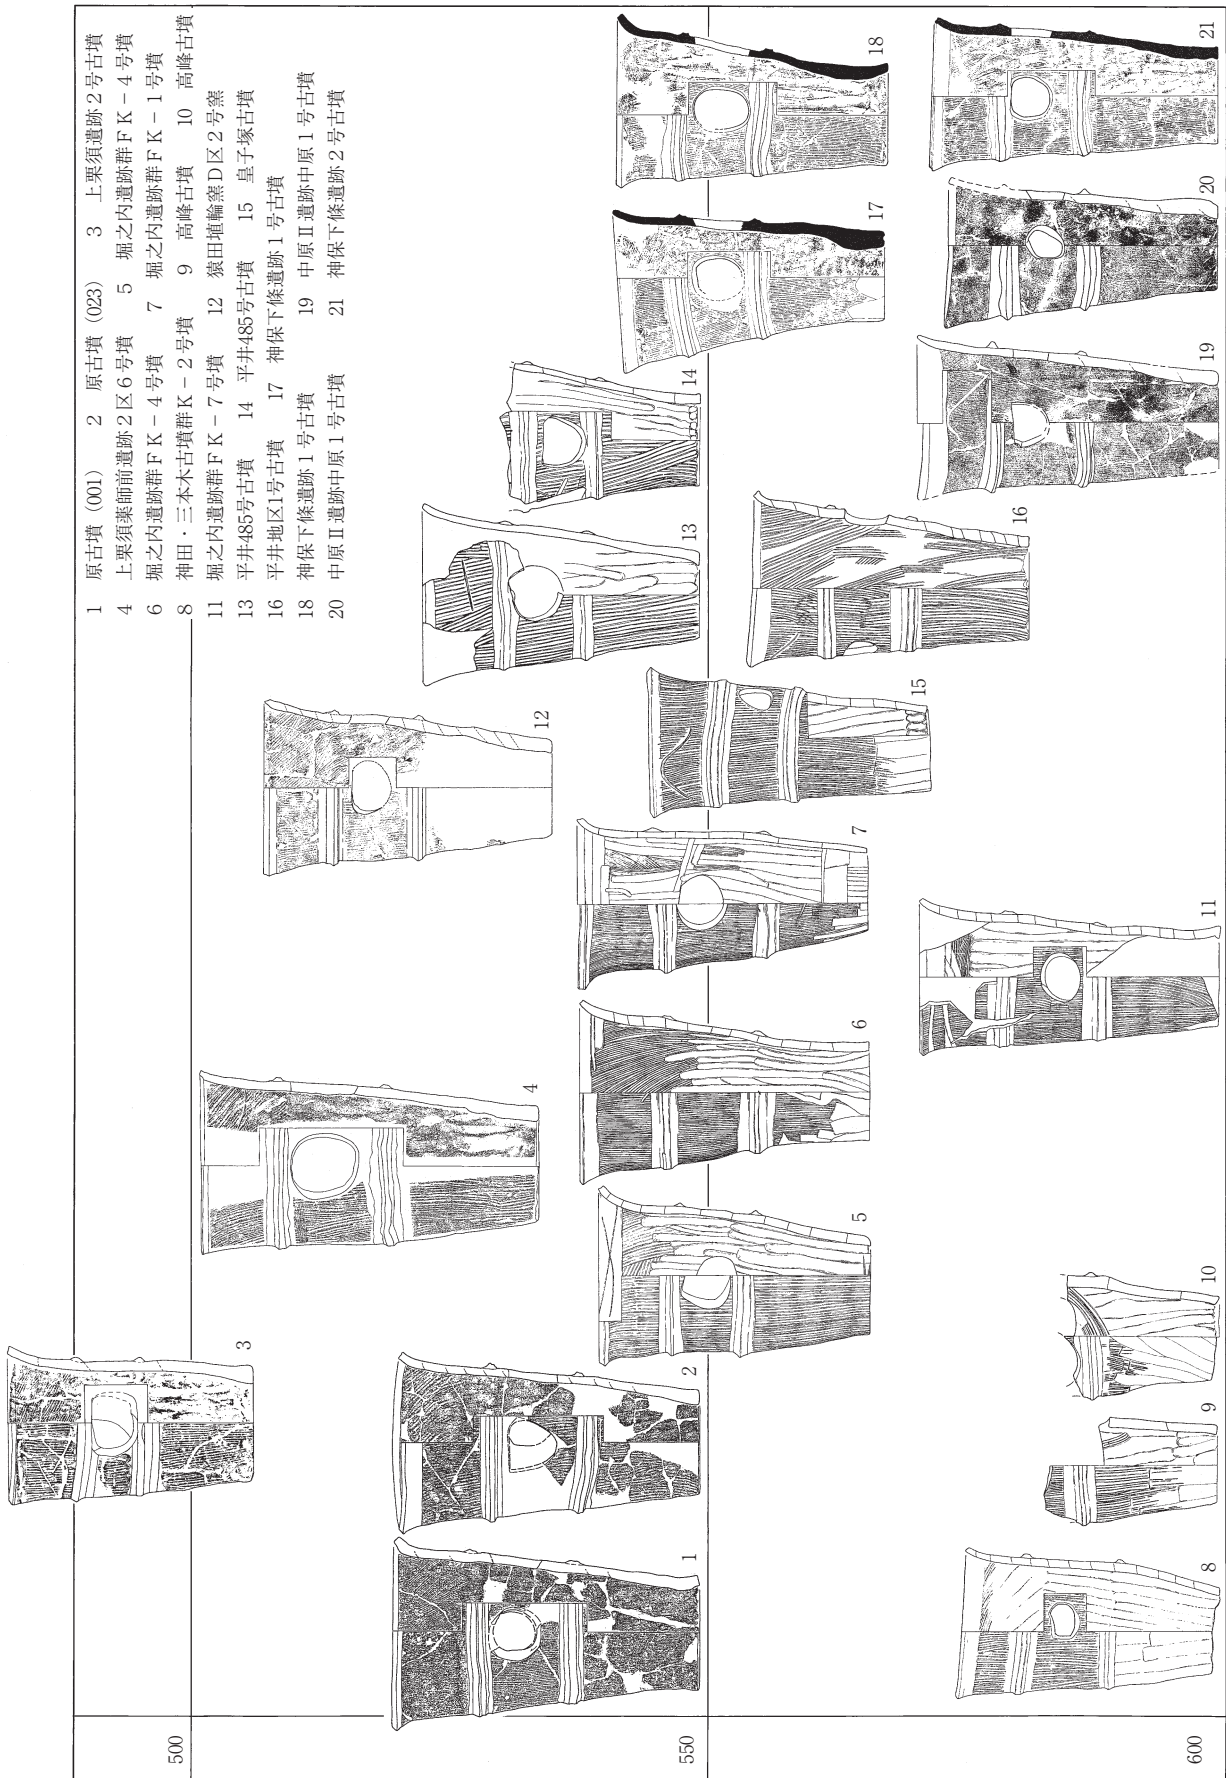 1 原古墳（001） 2 原古墳（023） 3 上栗須遺跡２号古墳
4 上栗須薬師前遺跡２区６号墳 5 堀之内遺跡群ＦＫ－４号墳
6 堀之内遺跡群ＦＫ－４号墳 7 堀之内遺跡群ＦＫ－１号墳
8 神田・三本木古墳群Ｋ－２号墳 9 高峰古墳 10 高峰古墳
11 堀之内遺跡群ＦＫ－７号墳 12 猿田埴輪窯Ｄ区２号窯
13 平井485号古墳 14 平井485号古墳 15 皇子塚古墳
16 平井地区1号古墳 17 神保下條遺跡１号古墳
18 神保下條遺跡１号古墳 19 中原Ⅱ遺跡中原１号古墳
20 中原Ⅱ遺跡中原１号古墳 21 神保下條遺跡２号古墳
500
3
4
12
550
1
2
5
6
7
15
13
14
16
17
18
600
8
9
10
11
19
20
21